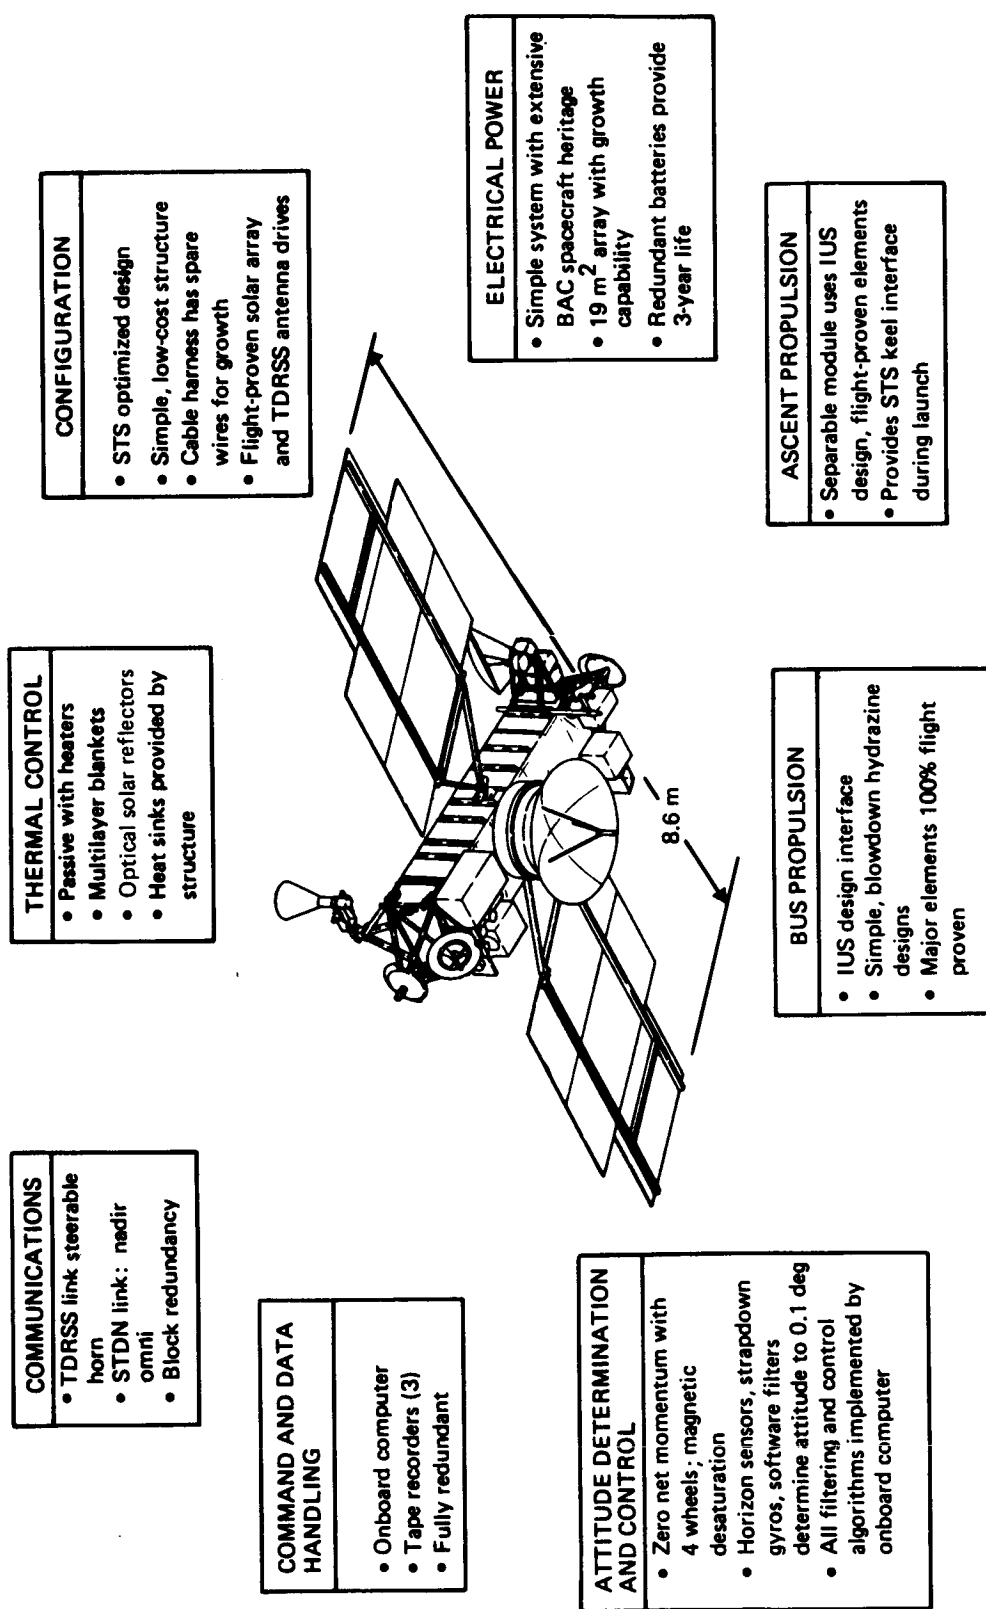 COMMUNICATIONS
• TDRSS link steerable
horn
• STDN link: nadir
omni
• Block redundancy
THERMAL CONTROL
• Passive with heaters
• Multilayer blankets
• Optical solar reflectors
• Heat sinks provided by
structure
CONFIGURATION
• STS optimized design
• Simple, low-cost structure
• Cable harness has spare
wires for growth
• Flight-proven solar array
and TDRSS antenna drives
COMMAND AND DATA
HANDLING
• Onboard computer
• Tape recorders (3)
• Fully redundant
ELECTRICAL POWER
• Simple system with extensive
BAC spacecraft heritage
• 19 m² array with growth
capability
• Redundant batteries provide
3-year life
8.6 m
ATTITUDE DETERMINATION
AND CONTROL
• Zero net momentum with
4 wheels; magnetic
desaturation
• Horizon sensors, strapdown
gyros, software filters
determine attitude to 0.1 deg
• All filtering and control
algorithms implemented by
onboard computer
BUS PROPULSION
• IUS design interface
• Simple, blowdown hydrazine
designs
• Major elements 100% flight
proven
ASCENT PROPULSION
• Separable module uses IUS
design, flight-proven elements
• Provides STS keel interface
during launch